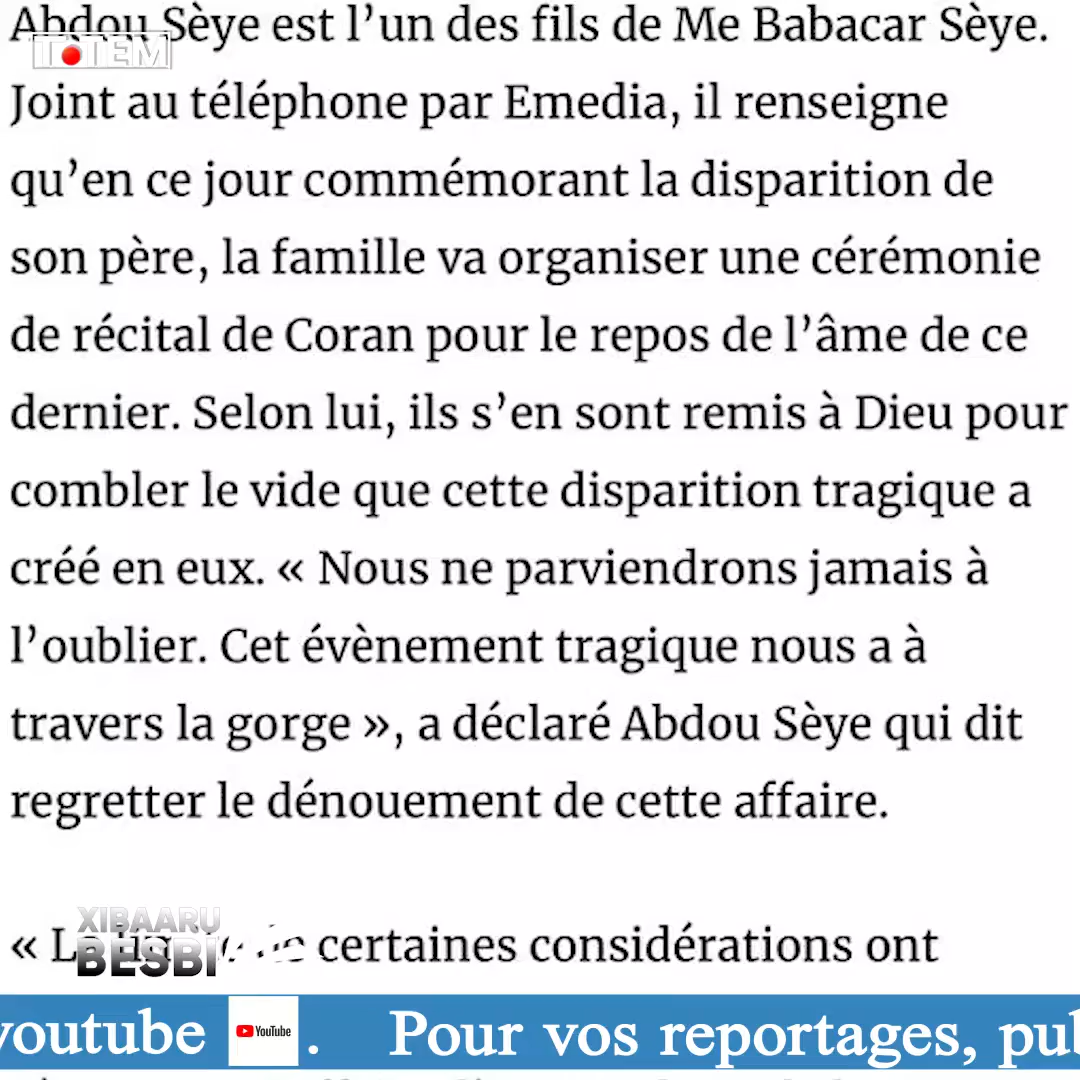 Abdou Sèye est l’un des fils de Me Babacar Sèye.
TOTEM
Joint au téléphone par Emedia, il renseigne
qu’en ce jour commémorant la disparition de
son père, la famille va organiser une cérémonie
de récital de Coran pour le repos de l’âme de ce
dernier. Selon lui, ils s’en sont remis à Dieu pour
combler le vide que cette disparition tragique a
créé en eux. « Nous ne parviendrons jamais à
l’oublier. Cet évènement tragique nous a à
travers la gorge », a déclaré Abdou Sèye qui dit
regretter le dénouement de cette affaire.
XIBAARU
BESBI
« certaines considérations ont
youtube YouTube . Pour vos reportages,